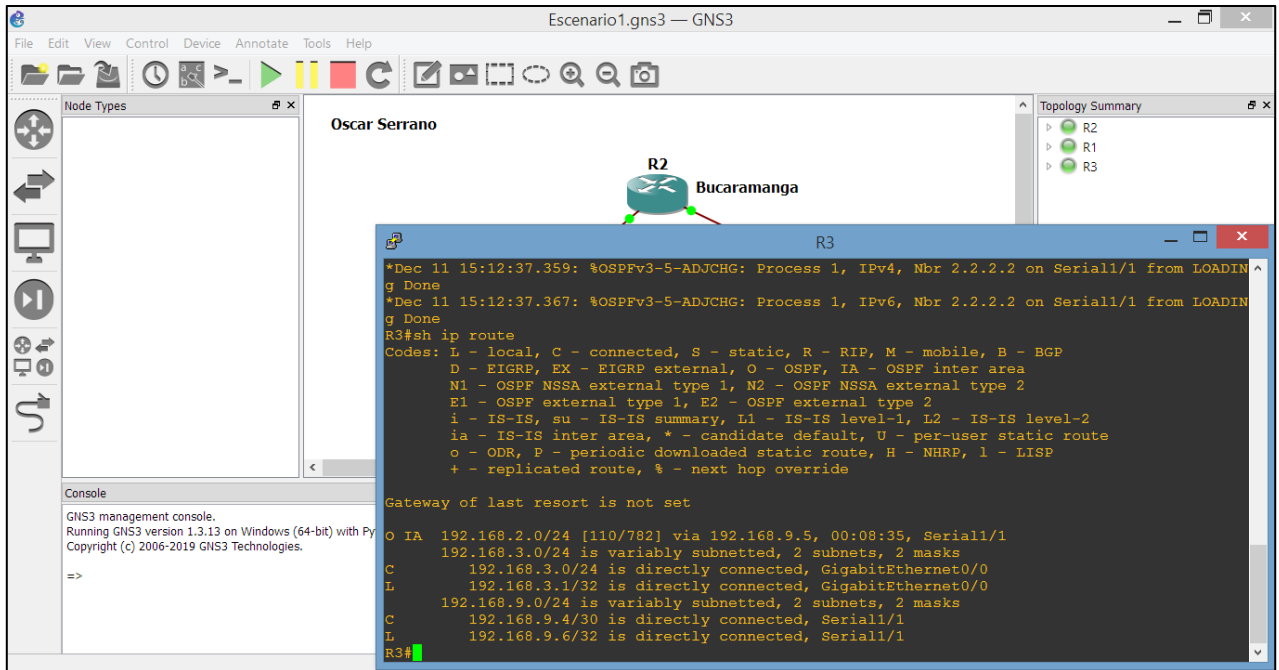 Escenario1.gns3 — GNS3
File Edit View Control Device Annotate Tools Help
Node Types
Oscar Serrano
R2
Bucaramanga
Topology Summary
R2
R1
R3
Console
GNS3 management console.
Running GNS3 version 1.3.13 on Windows (64-bit) with Py
Copyright (c) 2006-2019 GNS3 Technologies.
=>
R3
*Dec 11 15:12:37.359: %OSPFv3-5-ADJCHG: Process 1, IPv4, Nbr 2.2.2.2 on Serial1/1 from LOADIN
g Done
*Dec 11 15:12:37.367: %OSPFv3-5-ADJCHG: Process 1, IPv6, Nbr 2.2.2.2 on Serial1/1 from LOADIN
g Done
R3#sh ip route
Codes: L - local, C - connected, S - static, R - RIP, M - mobile, B - BGP
D - EIGRP, EX - EIGRP external, O - OSPF, IA - OSPF inter area
N1 - OSPF NSSA external type 1, N2 - OSPF NSSA external type 2
E1 - OSPF external type 1, E2 - OSPF external type 2
i - IS-IS, su - IS-IS summary, L1 - IS-IS level-1, L2 - IS-IS level-2
ia - IS-IS inter area, * - candidate default, U - per-user static route
o - ODR, P - periodic downloaded static route, H - NHRP, l - LISP
+ - replicated route, % - next hop override
Gateway of last resort is not set
O IA 192.168.2.0/24 [110/782] via 192.168.9.5, 00:08:35, Serial1/1
192.168.3.0/24 is variably subnetted, 2 subnets, 2 masks
C 192.168.3.0/24 is directly connected, GigabitEthernet0/0
L 192.168.3.1/32 is directly connected, GigabitEthernet0/0
192.168.9.0/24 is variably subnetted, 2 subnets, 2 masks
C 192.168.9.4/30 is directly connected, Serial1/1
L 192.168.9.6/32 is directly connected, Serial1/1
R3#